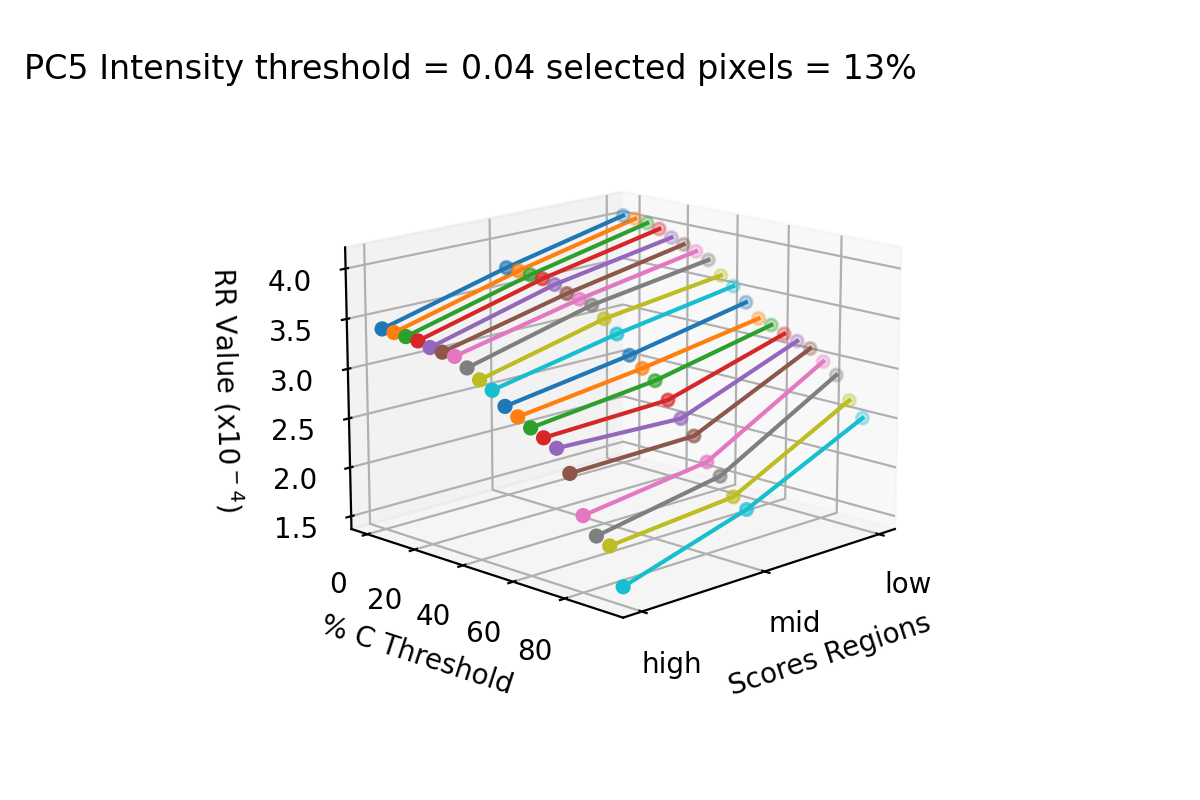 PC5 Intensity threshold = 0.04 selected pixels = 13%
RR Value (x10⁻⁴)
4.0
3.5
3.0
2.5
2.0
1.5
0
20
40
60
80
% C Threshold
high
mid
low
Scores Regions